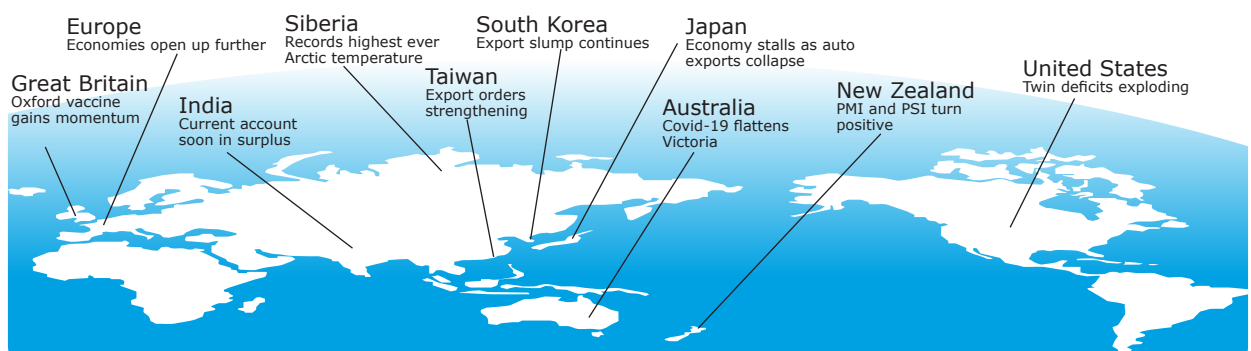 Europe
Economies open up further
Great Britain
Oxford vaccine
gains momentum
India
Current account
soon in surplus
Siberia
Records highest ever
Arctic temperature
Taiwan
Export orders
strengthening
South Korea
Export slump continues
Japan
Economy stalls as auto
exports collapse
Australia
Covid-19 flattens
Victoria
New Zealand
PMI and PSI turn
positive
United States
Twin deficits exploding